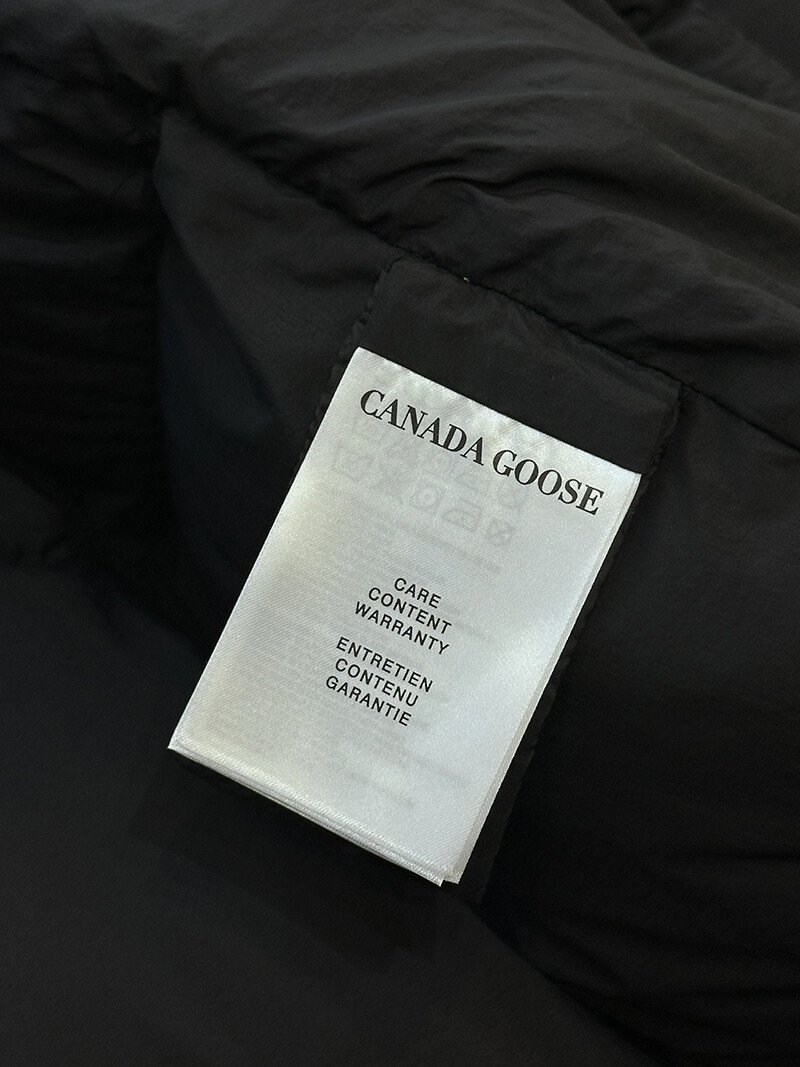 CANADA GOOSE
CARE
CONTENT
WARRANTY
ENTRETIEN
CONTENU
GARANTIE